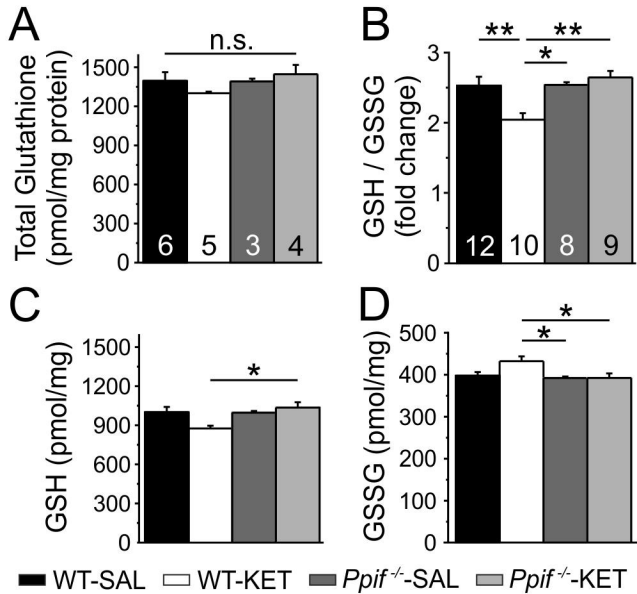 A
n.s.
Total Glutathione
(pmol/mg protein)
1500
1200
900
600
300
0
6 5 3 4
B
** **
*
GSH / GSSG
(fold change)
3
2
1
0
12 10 8 9
C
*
GSH (pmol/mg)
1500
1200
900
600
300
0
D
*
*
GSSG (pmol/mg)
500
400
300
200
100
0
WT-SAL WT-KET Ppif -/--SAL Ppif -/--KET